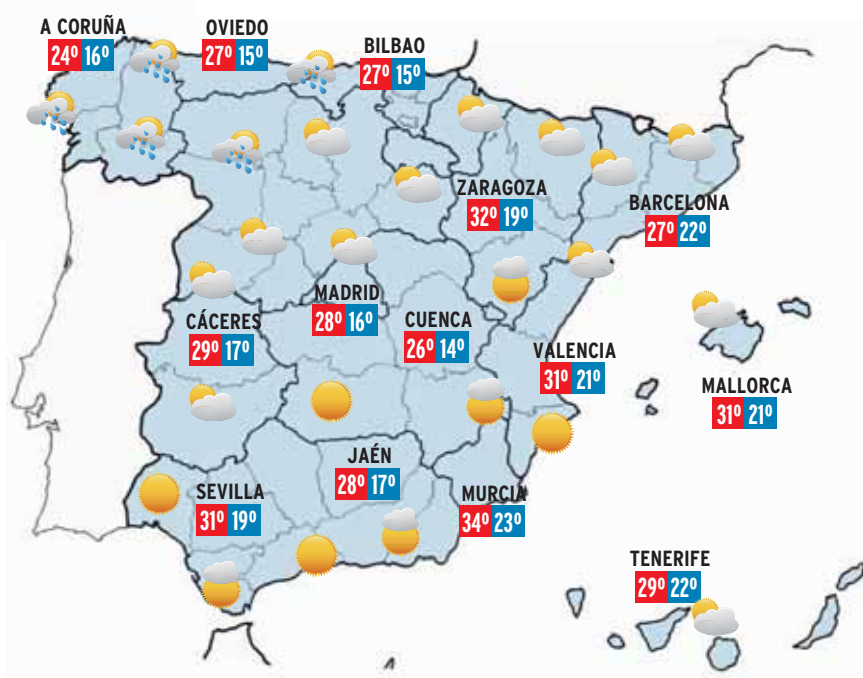 A CORUÑA
24º 16º
OVIEDO
27º 15º
BILBAO
27º 15º
ZARAGOZA
32º 19º
BARCELONA
27º 22º
MADRID
28º 16º
CÁCERES
29º 17º
CUENCA
26º 14º
VALENCIA
31º 21º
MALLORCA
31º 21º
JAÉN
28º 17º
SEVILLA
31º 19º
MURCIA
34º 23º
TENERIFE
29º 22º